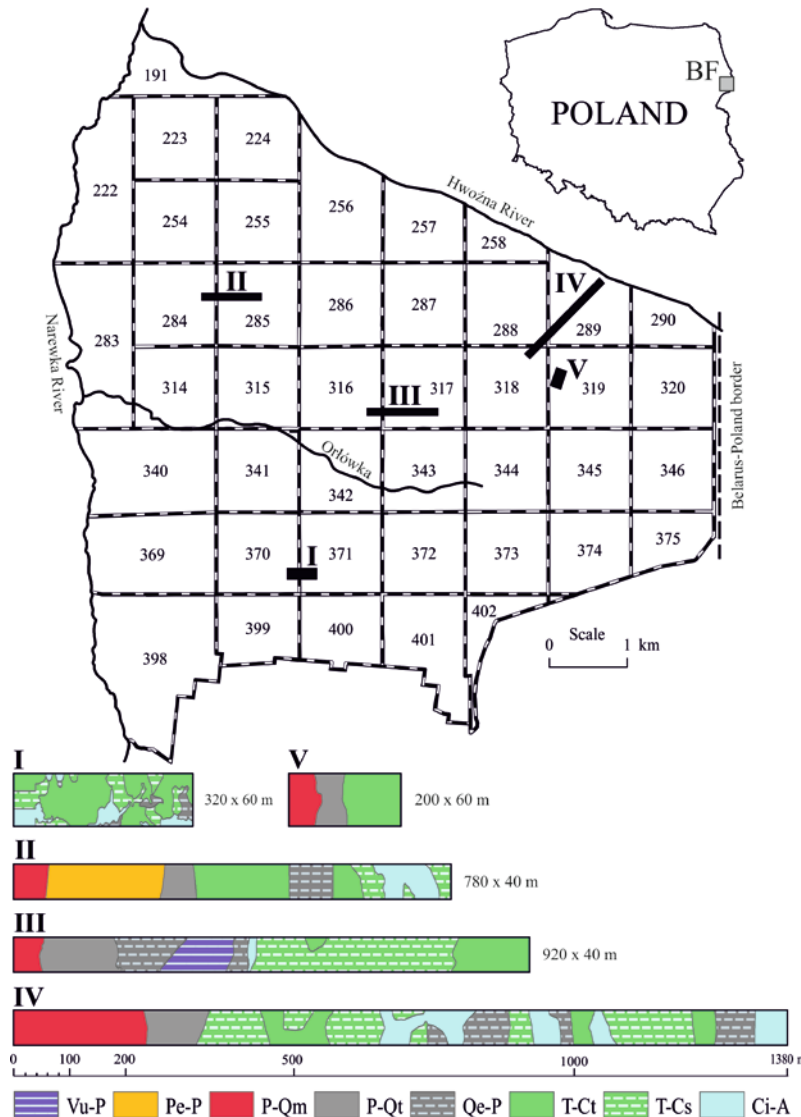 BF
POLAND
191
223
224
222
256
Hwoźna River
254
255
257
258
II
IV
286
287
284
285
288
289
290
283
Narewka River
V
314
315
316
III
317
318
319
320
Belarus-Poland border
Orłówka
340
341
343
344
345
346
342
I
369
370
371
372
373
374
375
402
399
400
401
398
Scale
0 1 km
I
320 x 60 m
V
200 x 60 m
II
780 x 40 m
III
920 x 40 m
IV
0 100 200 500 1000 1380 m
Vu-P Pe-P P-Qm P-Qt Qe-P T-Ct T-Cs Ci-A